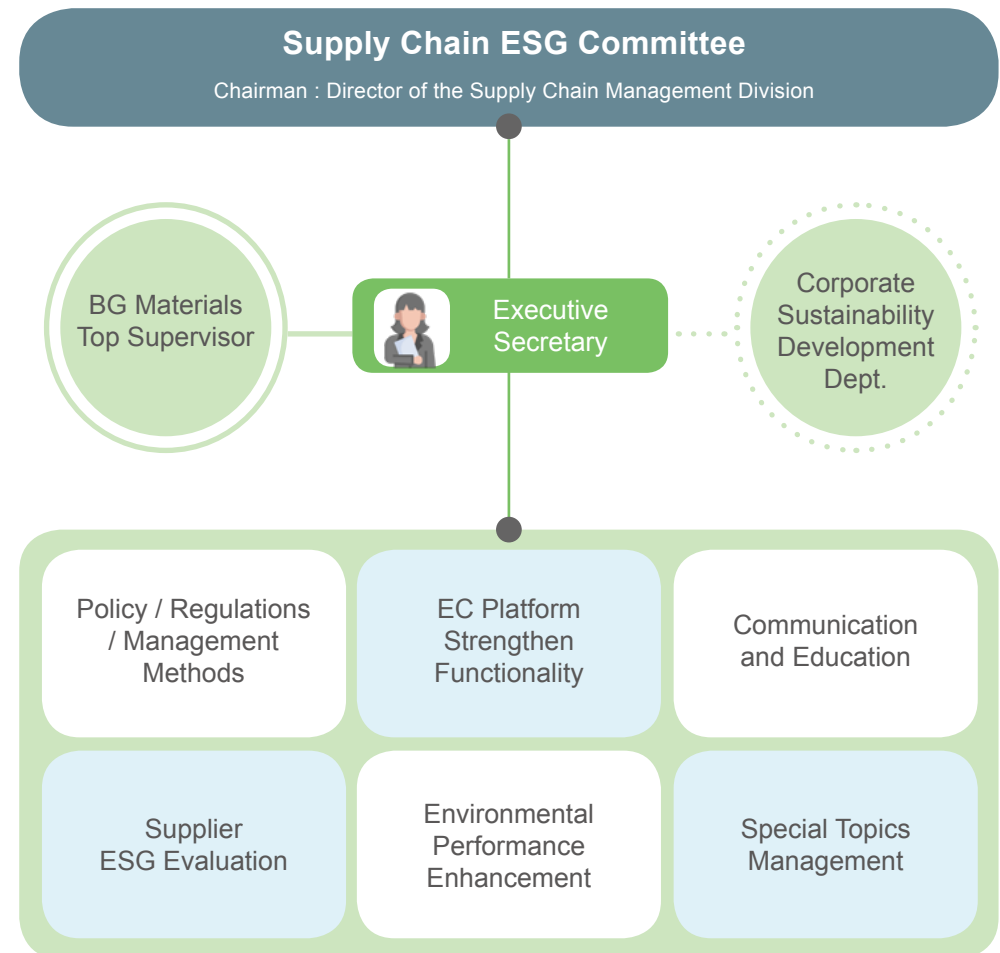 Supply Chain ESG Committee
Chairman : Director of the Supply Chain Management Division
BG Materials
Top Supervisor
Executive
Secretary
Corporate
Sustainability
Development
Dept.
Policy / Regulations
/ Management
Methods
EC Platform
Strengthen
Functionality
Communication
and Education
Supplier
ESG Evaluation
Environmental
Performance
Enhancement
Special Topics
Management